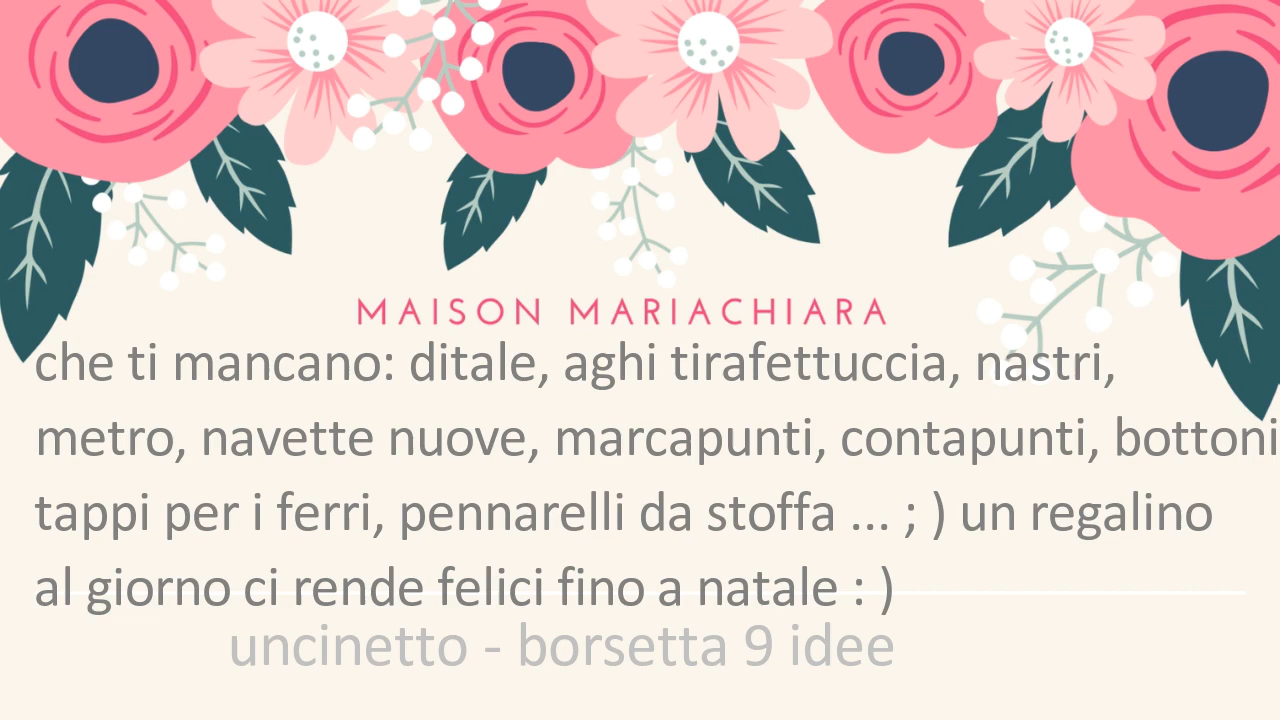 MAISON MARIACHIARA
che ti mancano: ditale, aghi tirafettuccia, nastri,
metro, navette nuove, marcapunti, contapunti, bottoni
tappi per i ferri, pennarelli da stoffa ... ; ) un regalino
al giorno ci rende felici fino a natale : )
uncinetto - borsetta 9 idee